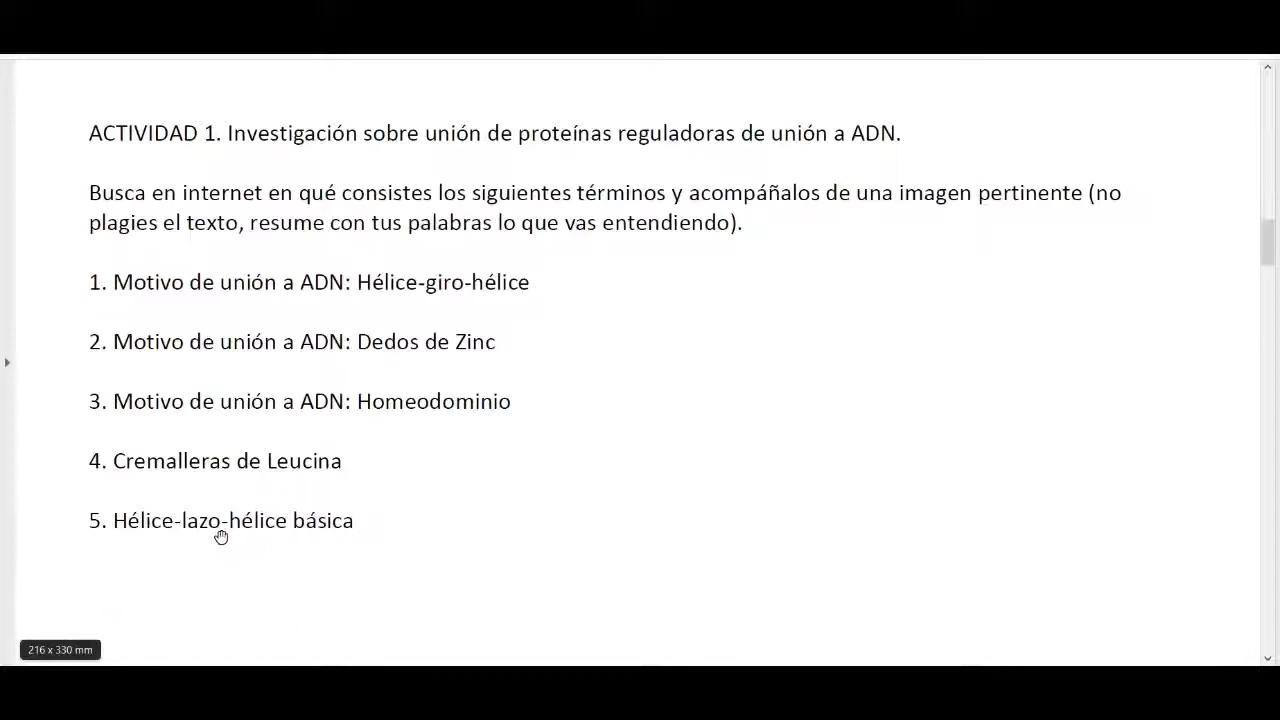 ACTIVIDAD 1. Investigación sobre unión de proteínas reguladoras de unión a ADN.
Busca en internet en qué consistes los siguientes términos y acompáñalos de una imagen pertinente (no
plagies el texto, resume con tus palabras lo que vas entendiendo).
1. Motivo de unión a ADN: Hélice-giro-hélice
2. Motivo de unión a ADN: Dedos de Zinc
3. Motivo de unión a ADN: Homeodominio
4. Cremalleras de Leucina
5. Hélice-lazo-hélice básica
216 x 330 mm